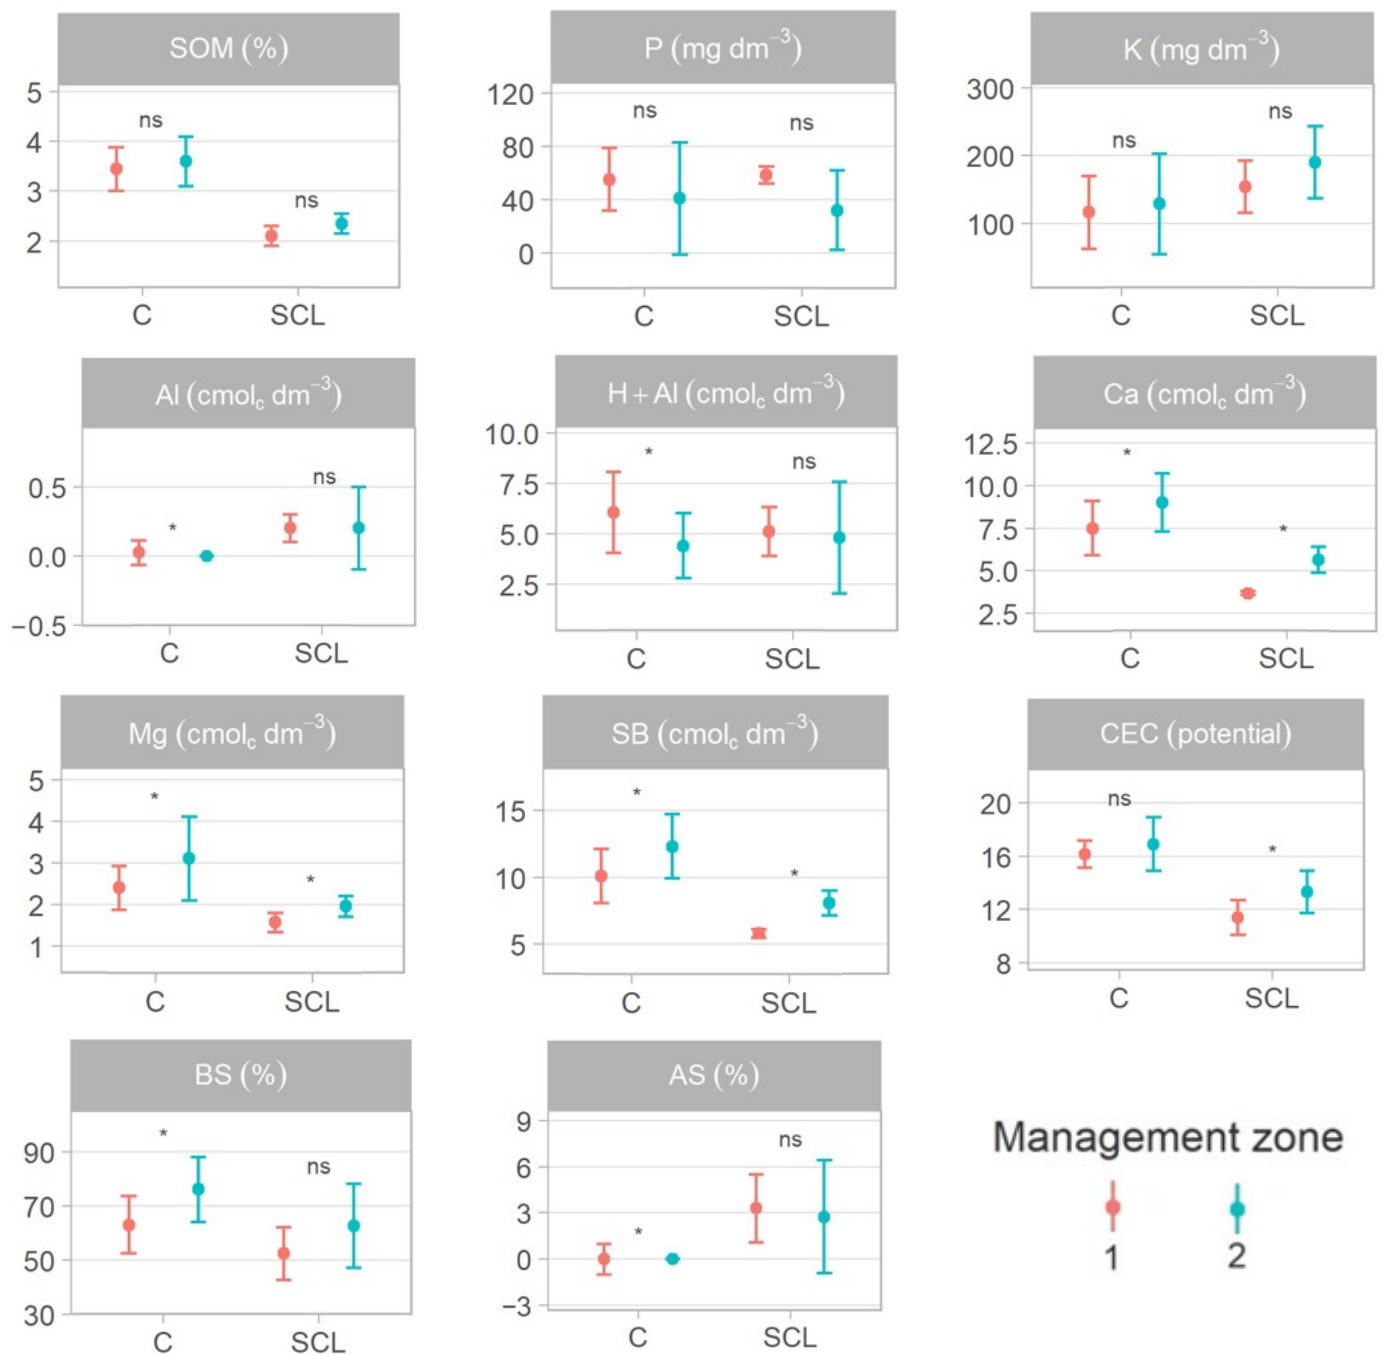 SOM (%)
5
4
3
2
ns
ns
C SCL
P (mg dm⁻³)
120
80
40
0
ns
ns
C SCL
K (mg dm⁻³)
300
200
100
ns
ns
C SCL
Al (cmol_c dm⁻³)
0.5
0.0
−0.5
*
ns
C SCL
H + Al (cmol_c dm⁻³)
10.0
7.5
5.0
2.5
*
ns
C SCL
Ca (cmol_c dm⁻³)
12.5
10.0
7.5
5.0
2.5
*
*
C SCL
Mg (cmol_c dm⁻³)
5
4
3
2
1
*
*
C SCL
SB (cmol_c dm⁻³)
15
10
5
*
*
C SCL
CEC (potential)
20
16
12
8
ns
*
C SCL
BS (%)
90
70
50
30
*
ns
C SCL
AS (%)
9
6
3
0
−3
*
ns
C SCL
Management zone
1 2